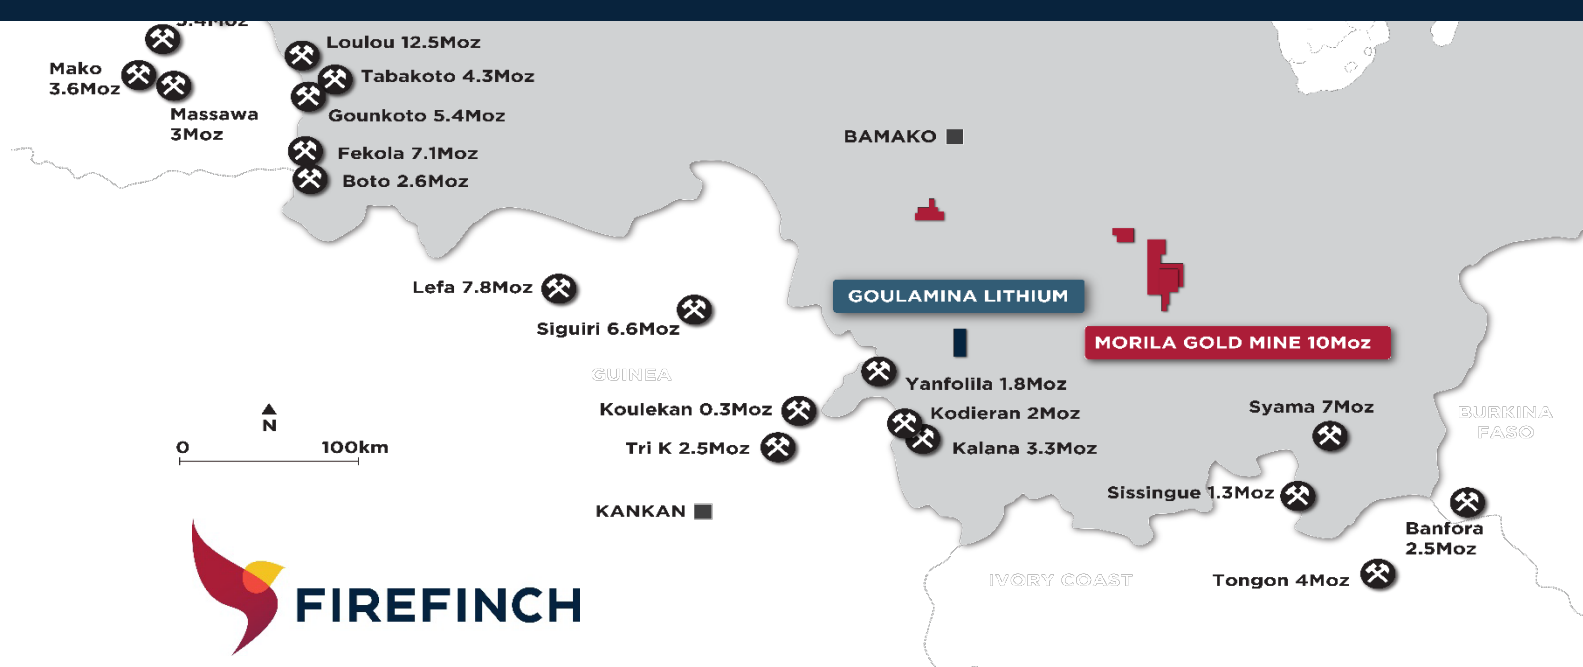 5.4Moz
Loulou 12.5Moz
Mako
3.6Moz
Tabakoto 4.3Moz
Massawa
3Moz
Gounkoto 5.4Moz
BAMAKO
Fekola 7.1Moz
Boto 2.6Moz
Lefa 7.8Moz
GOULAMINA LITHIUM
Siguiri 6.6Moz
MORILA GOLD MINE 10Moz
GUINEA
Yanfolila 1.8Moz
Koulekan 0.3Moz
Kodieran 2Moz
Syama 7Moz
BURKINA
FASO
N
0 100km
Tri K 2.5Moz
Kalana 3.3Moz
Sissingue 1.3Moz
KANKAN
Banfora
2.5Moz
IVORY COAST
Tongon 4Moz
FIREFINCH